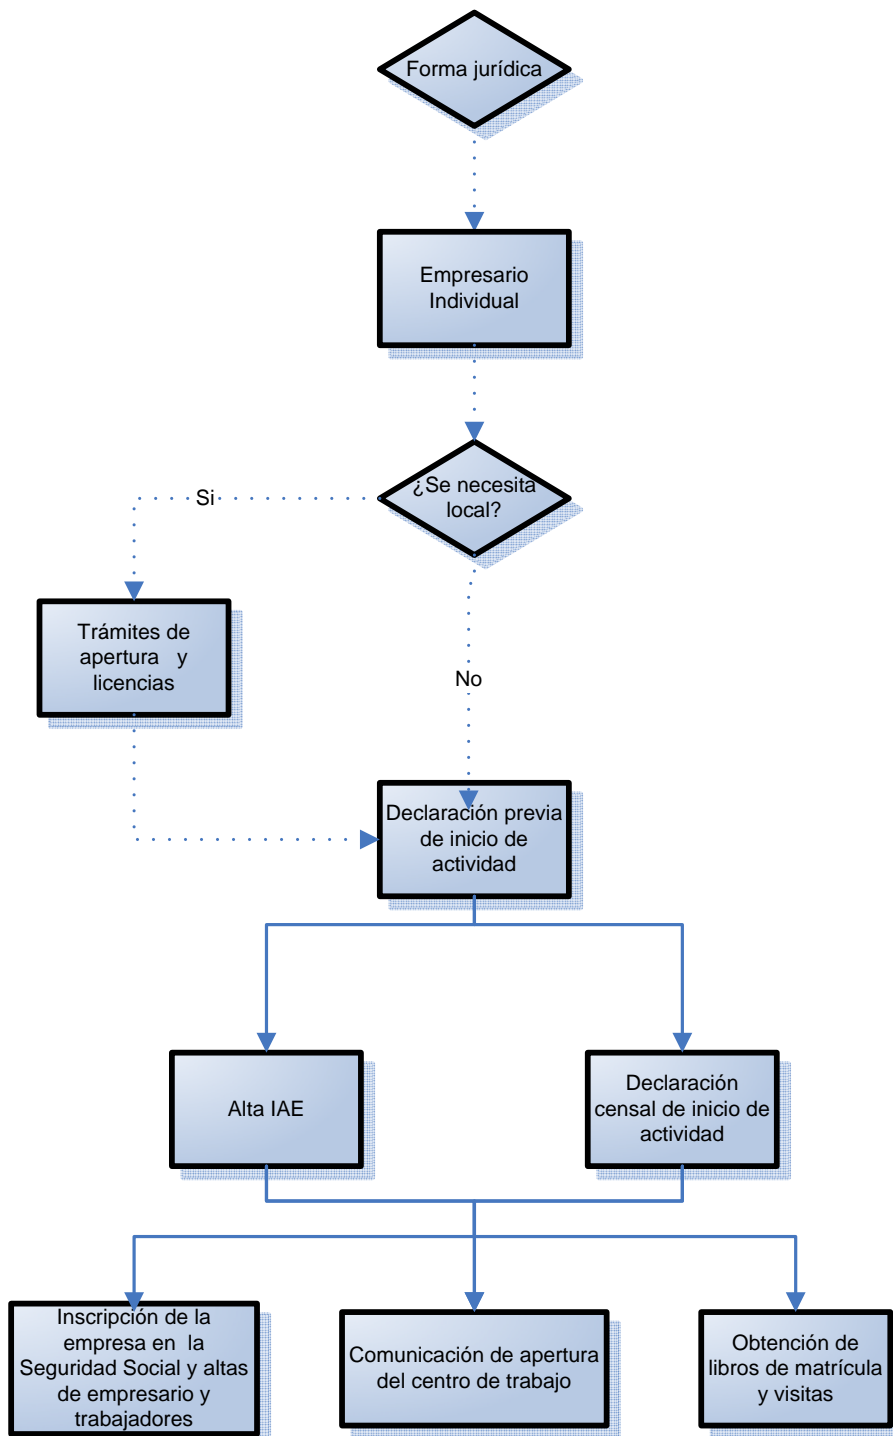 Forma jurídica
Empresario
Individual
¿Se necesita
local?
Si
Trámites de
apertura y
licencias
No
Declaración previa
de inicio de
actividad
Alta IAE
Declaración
censal de inicio de
actividad
Inscripción de la
empresa en la
Seguridad Social y altas
de empresario y
trabajadores
Comunicación de apertura
del centro de trabajo
Obtención de
libros de matrícula
y visitas